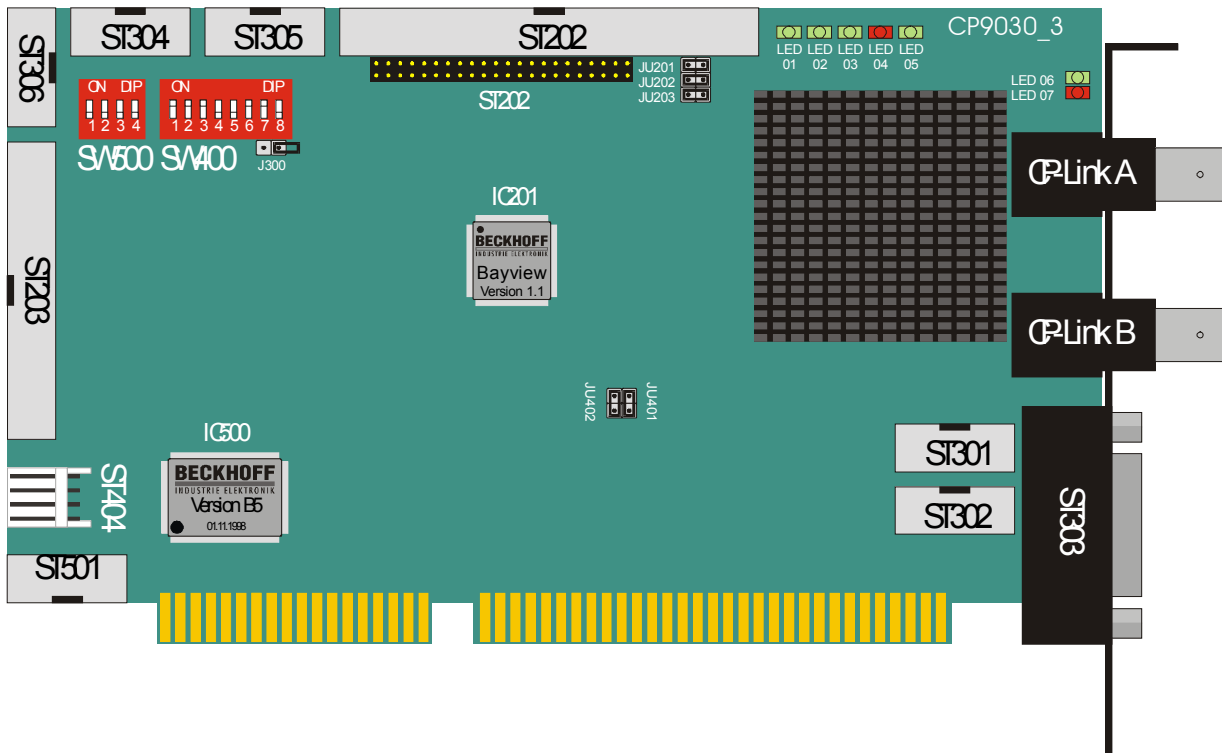 ST304
ST305
ST202
CP9030_3
LED 01
LED 02
LED 03
LED 04
LED 05
ST306
JU201
JU202
JU203
LED 06
LED 07
ON DIP
1 2 3 4
ON DIP
1 2 3 4 5 6 7 8
ST202
SW500
SW400
J300
CP-Link A
IC201
BECKHOFF
INDUSTRIE ELEKTRONIK
Bayview
Version 1.1
ST203
CP-Link B
JU402
JU401
IC500
BECKHOFF
INDUSTRIE ELEKTRONIK
Version B5
01.11.1998
ST404
ST301
ST302
ST303
ST501